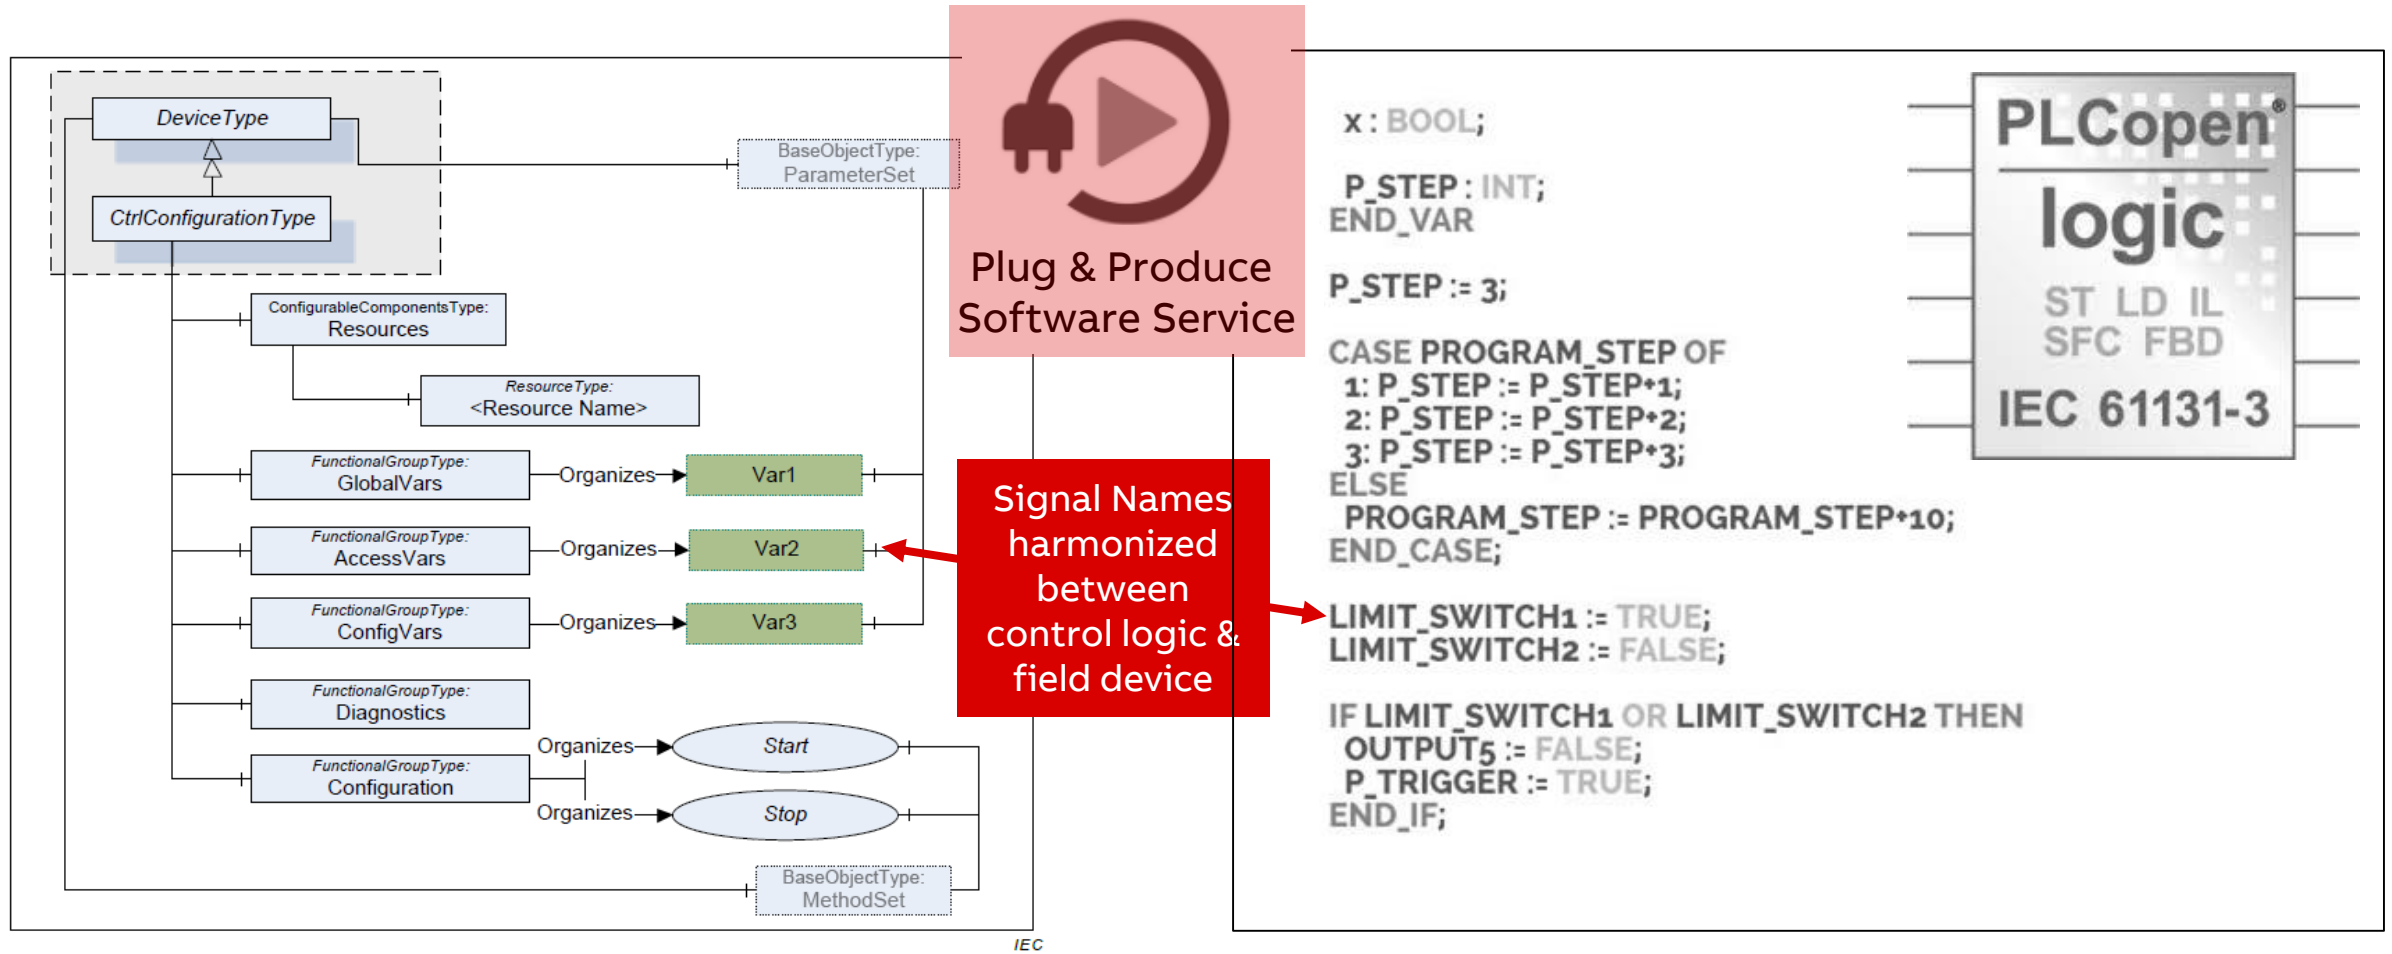 DeviceType
CtrlConfigurationType
BaseObjectType:
ParameterSet
ConfigurableComponentsType:
Resources
ResourceType:
<Resource Name>
FunctionalGroupType:
GlobalVars
Organizes
Var1
FunctionalGroupType:
AccessVars
Organizes
Var2
FunctionalGroupType:
ConfigVars
Organizes
Var3
FunctionalGroupType:
Diagnostics
FunctionalGroupType:
Configuration
Organizes
Start
Organizes
Stop
BaseObjectType:
MethodSet
IEC
Plug & Produce
Software Service
Signal Names
harmonized
between
control logic &
field device
x : BOOL;
P_STEP : INT;
END_VAR
P_STEP := 3;
CASE PROGRAM_STEP OF
1: P_STEP := P_STEP+1;
2: P_STEP := P_STEP+2;
3: P_STEP := P_STEP+3;
ELSE
PROGRAM_STEP := PROGRAM_STEP+10;
END_CASE;
LIMIT_SWITCH1 := TRUE;
LIMIT_SWITCH2 := FALSE;
IF LIMIT_SWITCH1 OR LIMIT_SWITCH2 THEN
OUTPUT5 := FALSE;
P_TRIGGER := TRUE;
END_IF;
PLCopen®
logic
ST LD IL
SFC FBD
IEC 61131-3